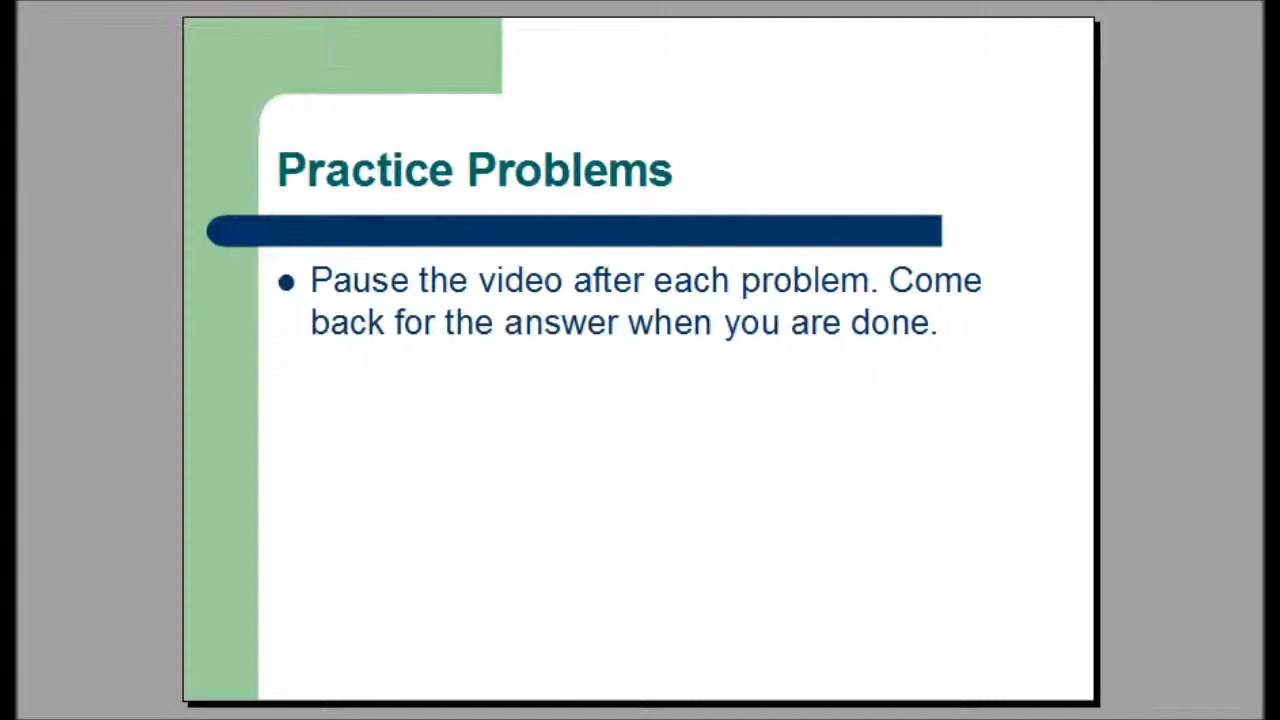 Practice Problems
Pause the video after each problem. Come
back for the answer when you are done.